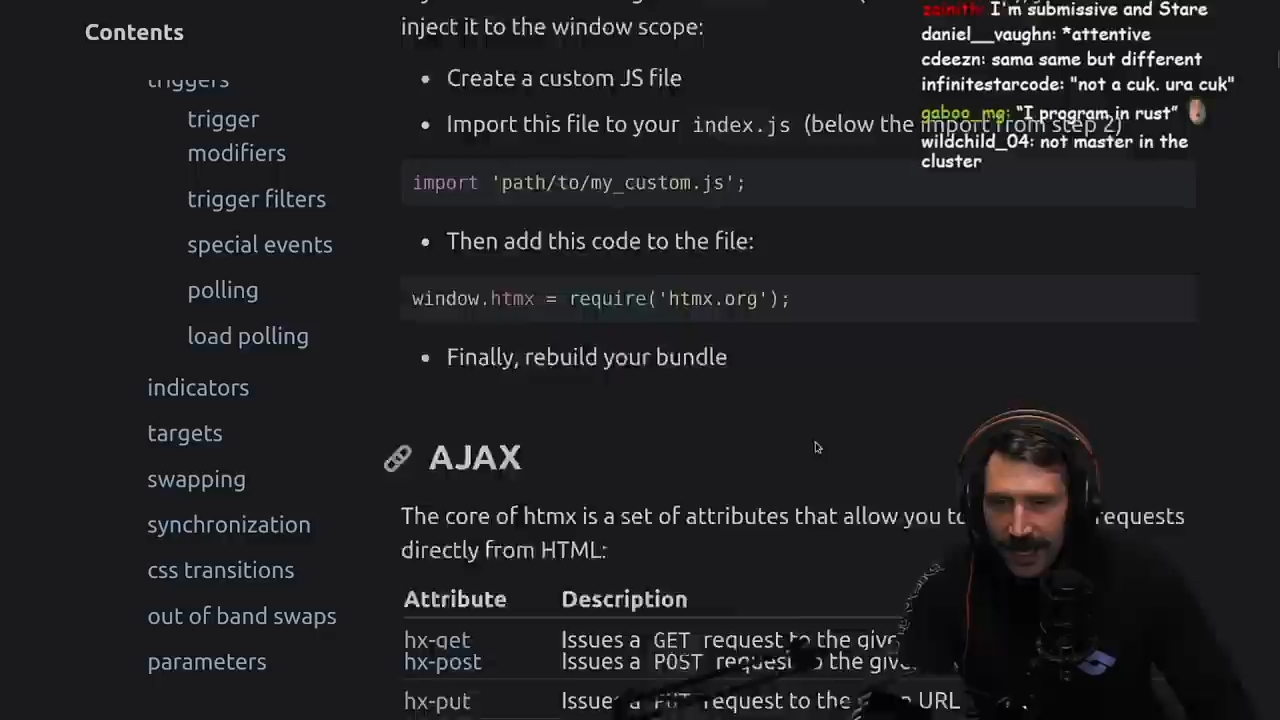 Contents
triggers
trigger
modifiers
trigger filters
special events
polling
load polling
indicators
targets
swapping
synchronization
css transitions
out of band swaps
parameters
inject it to the window scope:
Create a custom JS file
Import this file to your index.js (below the import from step 2)
import 'path/to/my_custom.js';
Then add this code to the file:
window.htmx = require('htmx.org');
Finally, rebuild your bundle
AJAX
The core of htmx is a set of attributes that allow you to requests
directly from HTML:
Attribute Description
hx-get Issues a GET request to the give
hx-post Issues a POST request to the give
hx-put Issues a PUT request to the URL
zainith: I'm submissive and Stare
daniel__vaughn: *attentive
cdeezn: sama same but different
infinitestarcode: "not a cuk. ura cuk"
gaboo_mg: “I program in rust”
wildchild_04: not master in the
cluster